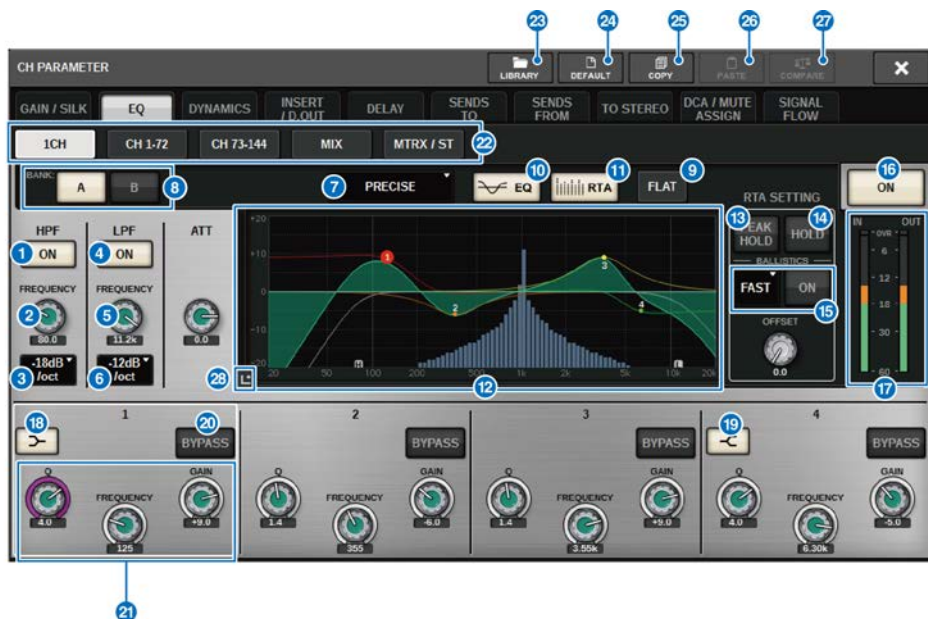 23 24 25 26 27
CH PARAMETER
LIBRARY DEFAULT COPY PASTE COMPARE
GAIN / SILK EQ DYNAMICS INSERT / D.OUT DELAY SENDS TO SENDS FROM TO STEREO DCA / MUTE ASSIGN SIGNAL FLOW
1CH CH 1-72 CH 73-144 MIX MTRX / ST 22
BANK: A B 8 7 PRECISE 10 EQ 11 RTA 9 FLAT 16 ON
RTA SETTING
HPF LPF ATT
1 ON 4 ON
13 PEAK HOLD 14 HOLD
BALLISTICS
FAST ON 15
OFFSET
0.0
IN OUT
OVR
6
12
18
30
60
17
FREQUENCY FREQUENCY
2 80.0 5 11.2k 0.0
3 -18dB /oct 6 -12dB /oct
+20
+10
0
-10
-20
1 2 3 4
H L
20 50 100 200 500 1k 2k 5k 10k 20k
28 12
1 2 3 4
18 20 BYPASS BYPASS BYPASS 19 BYPASS
Q FREQUENCY GAIN Q FREQUENCY GAIN Q FREQUENCY GAIN Q FREQUENCY GAIN
4.0 125 +9.0 1.4 355 -6.0 1.4 3.55k +9.0 4.0 6.30k -5.0
21